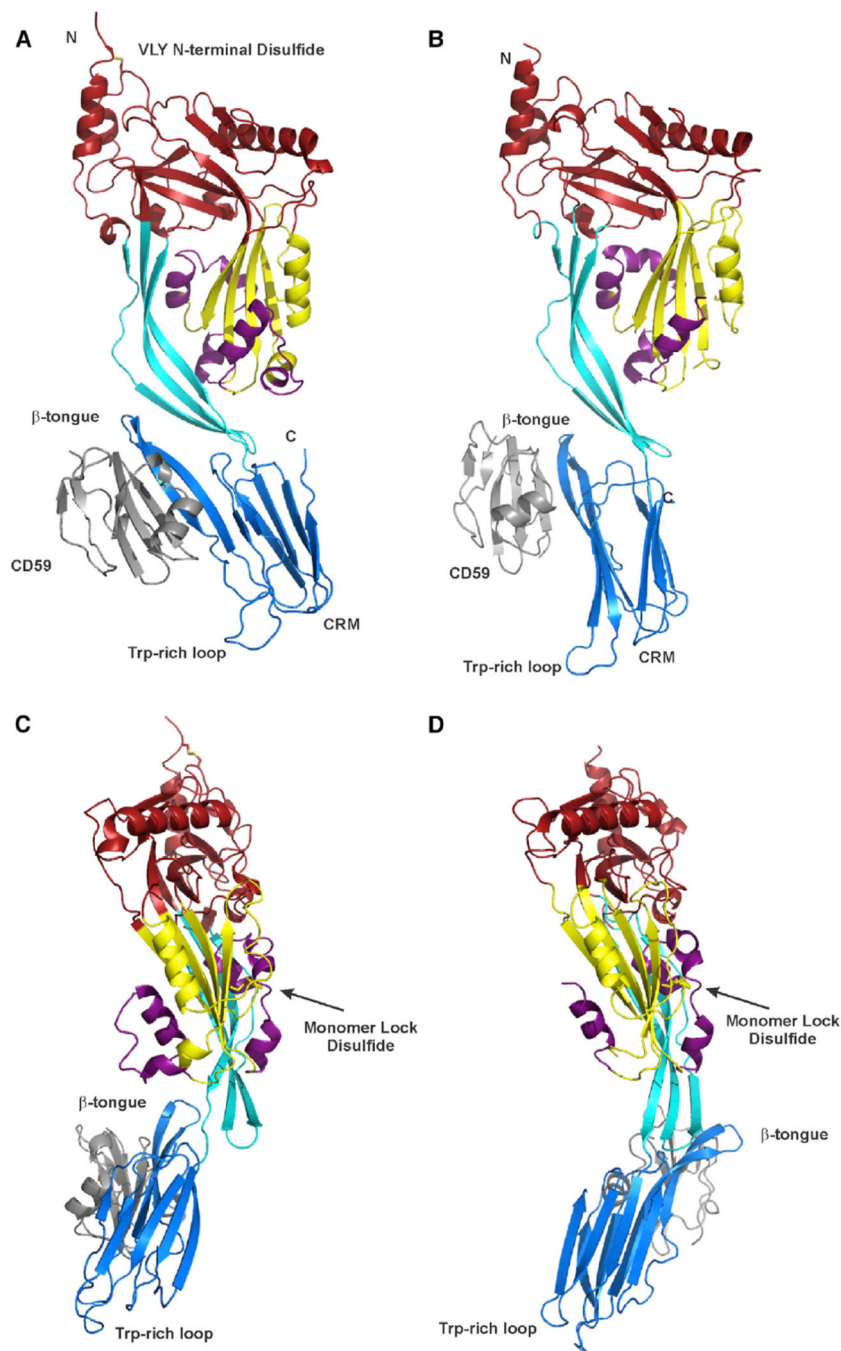 A
N
VLY N-terminal Disulfide
β-tongue
C
CD59
CRM
Trp-rich loop
B
N
β-tongue
C
CD59
CRM
Trp-rich loop
C
Monomer Lock
Disulfide
β-tongue
Trp-rich loop
D
Monomer Lock
Disulfide
β-tongue
Trp-rich loop